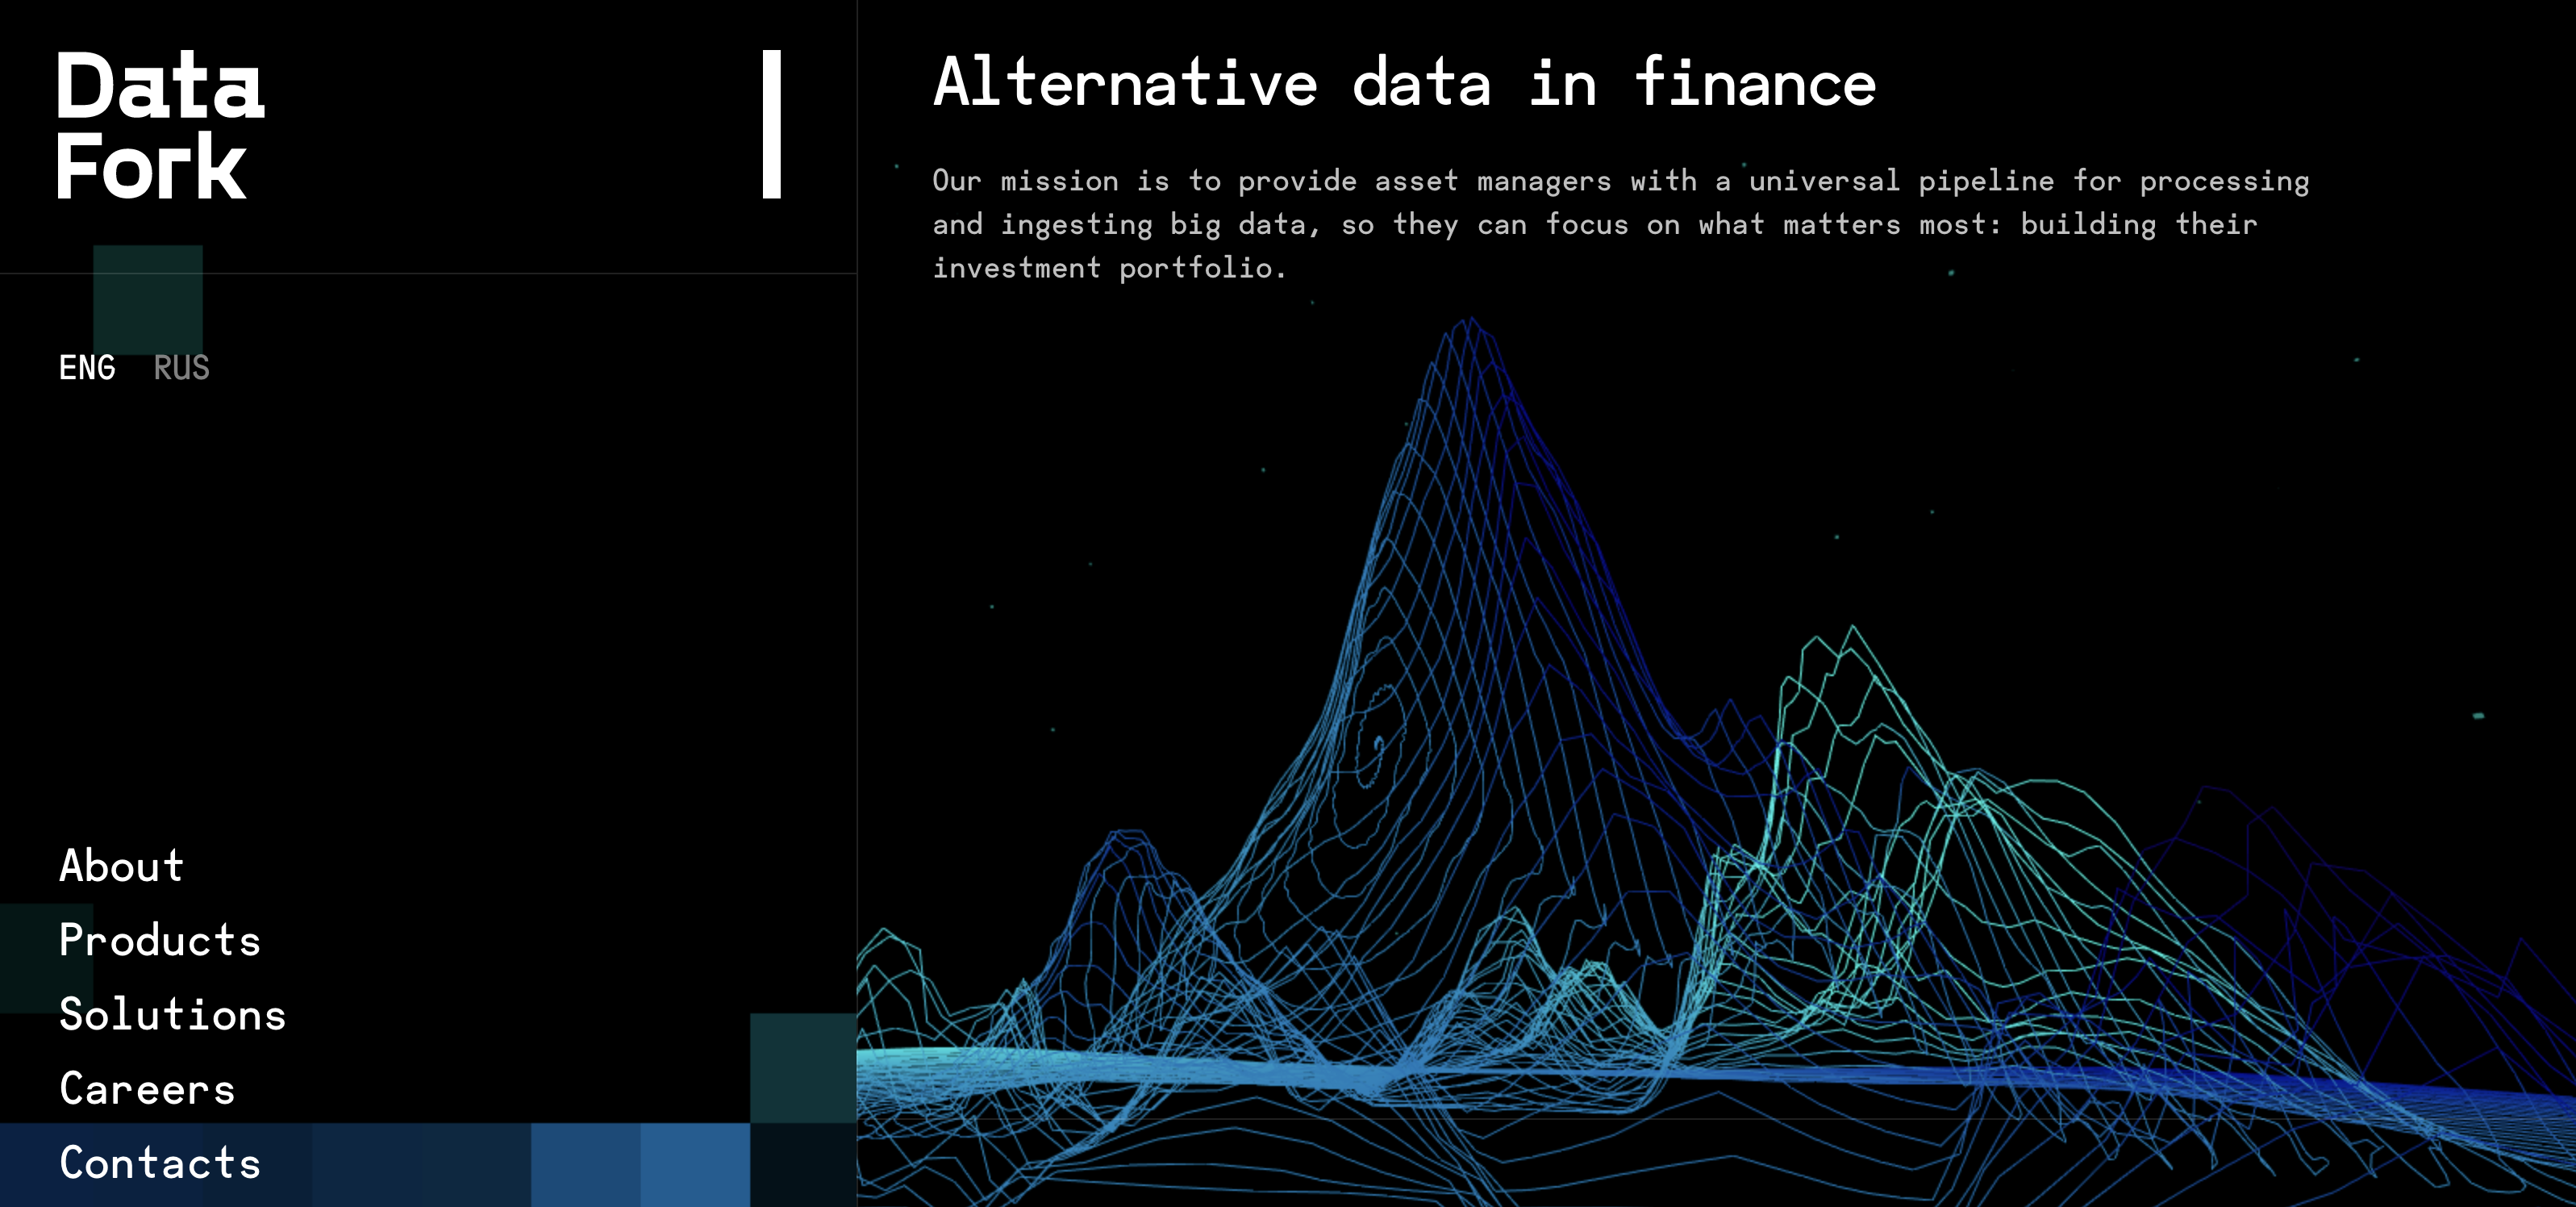 Data
Fork
ENG RUS
About
Products
Solutions
Careers
Contacts
Alternative data in finance
Our mission is to provide asset managers with a universal pipeline for processing
and ingesting big data, so they can focus on what matters most: building their
investment portfolio.